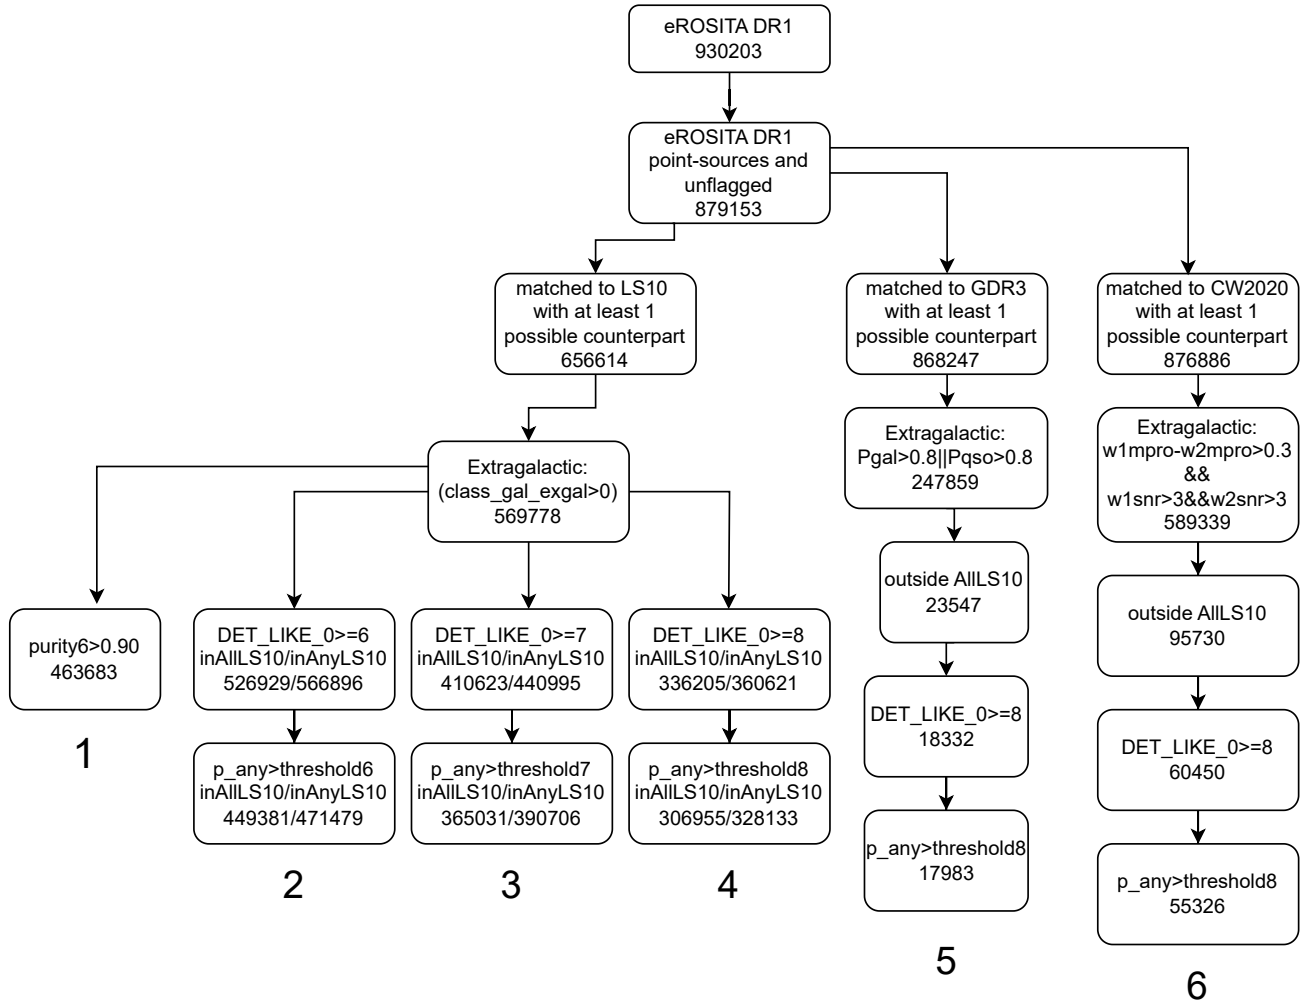 eROSITA DR1
930203
eROSITA DR1
point-sources and
unflagged
879153
matched to LS10
with at least 1
possible counterpart
656614
matched to GDR3
with at least 1
possible counterpart
868247
matched to CW2020
with at least 1
possible counterpart
876886
Extragalactic:
(class_gal_exgal>0)
569778
Extragalactic:
Pgal>0.8||Pqso>0.8
247859
Extragalactic:
w1mpro-w2mpro>0.3
&&
w1snr>3&&w2snr>3
589339
outside AllLS10
23547
outside AllLS10
95730
purity6>0.90
463683
DET_LIKE_0>=6
inAllLS10/inAnyLS10
526929/566896
DET_LIKE_0>=7
inAllLS10/inAnyLS10
410623/440995
DET_LIKE_0>=8
inAllLS10/inAnyLS10
336205/360621
DET_LIKE_0>=8
18332
DET_LIKE_0>=8
60450
1
p_any>threshold6
inAllLS10/inAnyLS10
449381/471479
p_any>threshold7
inAllLS10/inAnyLS10
365031/390706
p_any>threshold8
inAllLS10/inAnyLS10
306955/328133
p_any>threshold8
17983
p_any>threshold8
55326
2
3
4
5
6